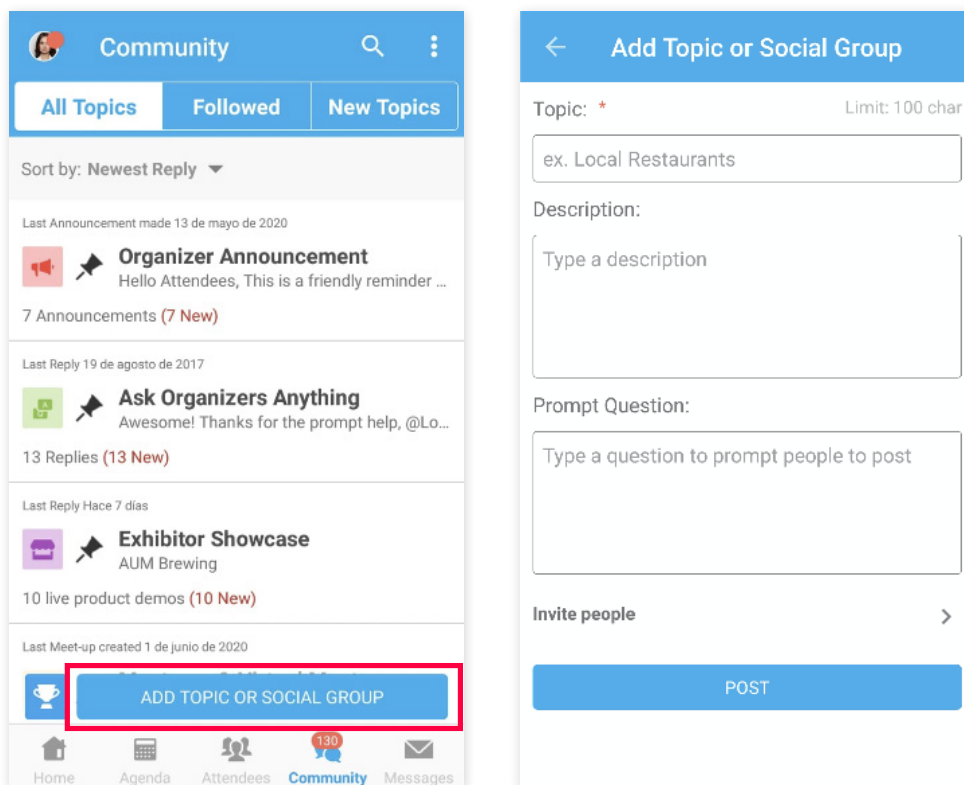 Community
All Topics
Followed
New Topics
Sort by: Newest Reply
Last Announcement made 13 de mayo de 2020
Organizer Announcement
Hello Attendees, This is a friendly reminder ...
7 Announcements (7 New)
Last Reply 19 de agosto de 2017
Ask Organizers Anything
Awesome! Thanks for the prompt help, @Lo...
13 Replies (13 New)
Last Reply Hace 7 días
Exhibitor Showcase
AUM Brewing
10 live product demos (10 New)
Last Meet-up created 1 de junio de 2020
ADD TOPIC OR SOCIAL GROUP
130
Home
Agenda
Attendees
Community
Messages
Add Topic or Social Group
Topic: *
Limit: 100 char
ex. Local Restaurants
Description:
Type a description
Prompt Question:
Type a question to prompt people to post
Invite people
POST